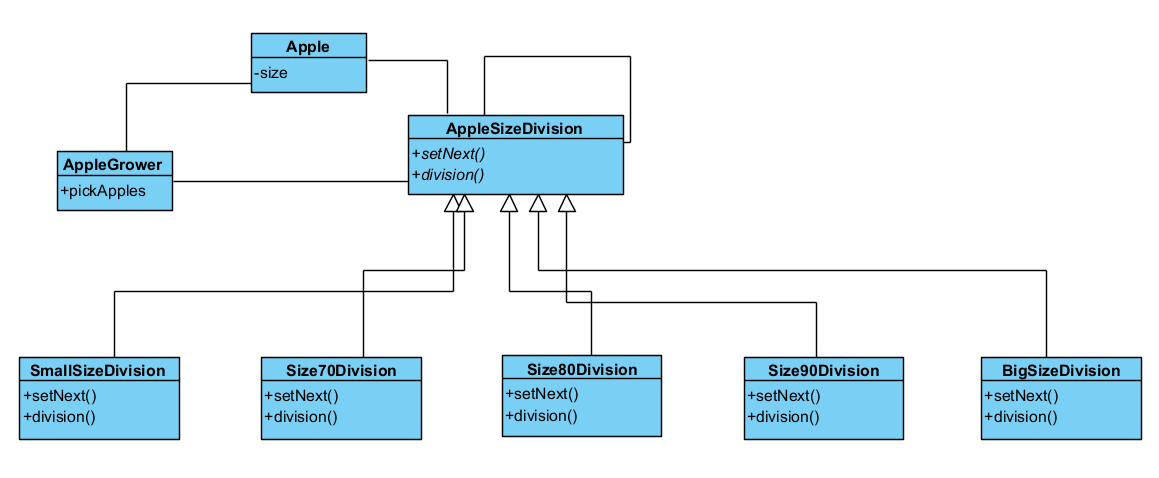 Apple
-size
AppleSizeDivision
+setNext()
+division()
AppleGrower
+pickApples
SmallSizeDivision
+setNext()
+division()
Size70Division
+setNext()
+division()
Size80Division
+setNext()
+division()
Size90Division
+setNext()
+division()
BigSizeDivision
+setNext()
+division()